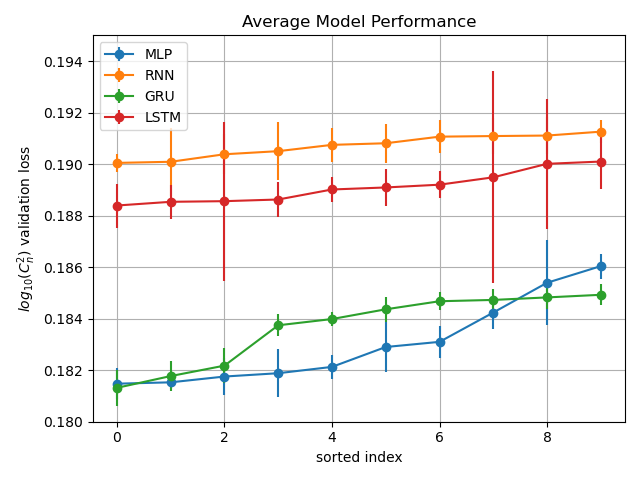 Average Model Performance
MLP
RNN
GRU
LSTM
0.194
0.192
0.190
0.188
0.186
0.184
0.182
0.180
log₁₀(Cₙ²) validation loss
0 2 4 6 8
sorted index